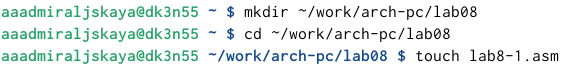 aaadmiraljskaya@dk3n55 ~ $ mkdir ~/work/arch-pc/lab08
aaadmiraljskaya@dk3n55 ~ $ cd ~/work/arch-pc/lab08
aaadmiraljskaya@dk3n55 ~/work/arch-pc/lab08 $ touch lab8-1.asm